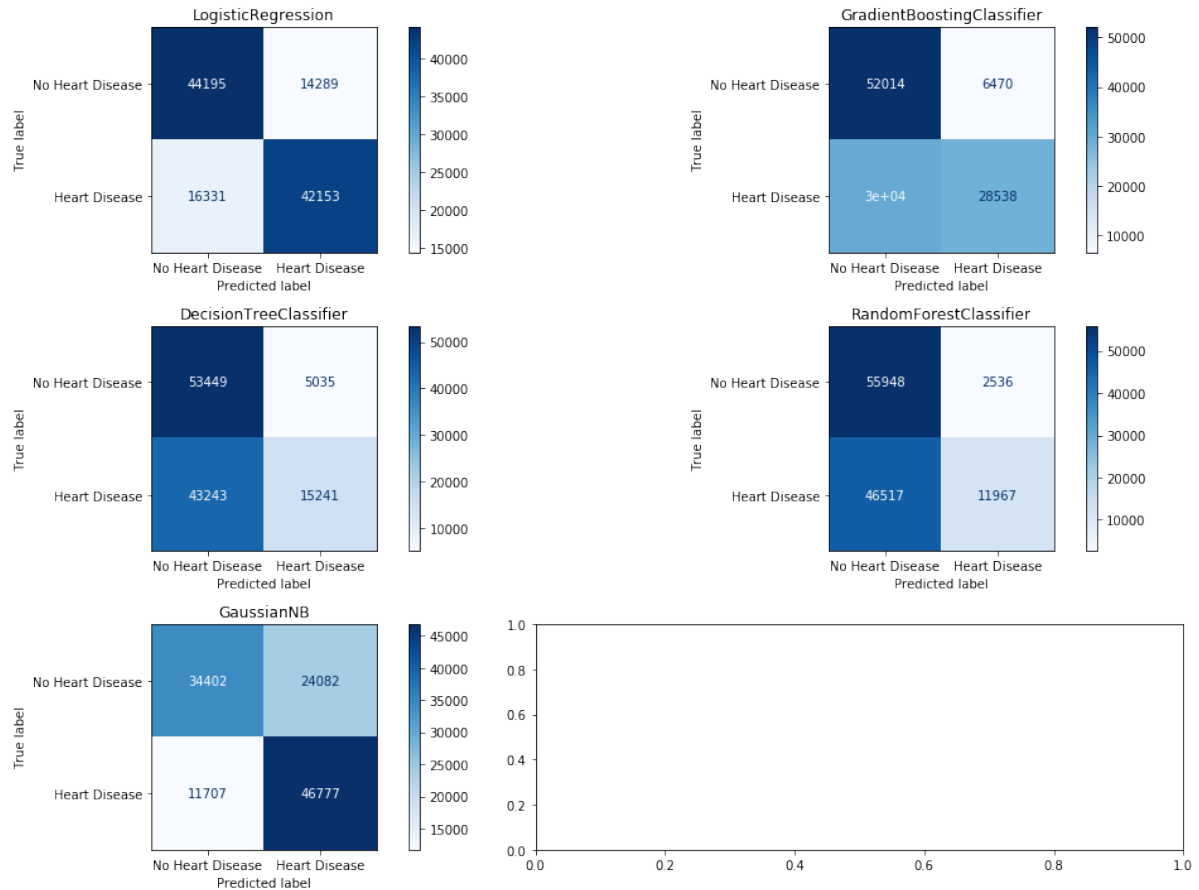 LogisticRegression
No Heart Disease
Heart Disease
True label
44195 14289
16331 42153
No Heart Disease Heart Disease
Predicted label
40000
35000
30000
25000
20000
15000
GradientBoostingClassifier
No Heart Disease
Heart Disease
True label
52014 6470
3e+04 28538
No Heart Disease Heart Disease
Predicted label
50000
40000
30000
20000
10000
DecisionTreeClassifier
No Heart Disease
Heart Disease
True label
53449 5035
43243 15241
No Heart Disease Heart Disease
Predicted label
50000
40000
30000
20000
10000
RandomForestClassifier
No Heart Disease
Heart Disease
True label
55948 2536
46517 11967
No Heart Disease Heart Disease
Predicted label
50000
40000
30000
20000
10000
GaussianNB
No Heart Disease
Heart Disease
True label
34402 24082
11707 46777
No Heart Disease Heart Disease
Predicted label
45000
40000
35000
30000
25000
20000
15000
1.0
0.8
0.6
0.4
0.2
0.0
0.0 0.2 0.4 0.6 0.8 1.0